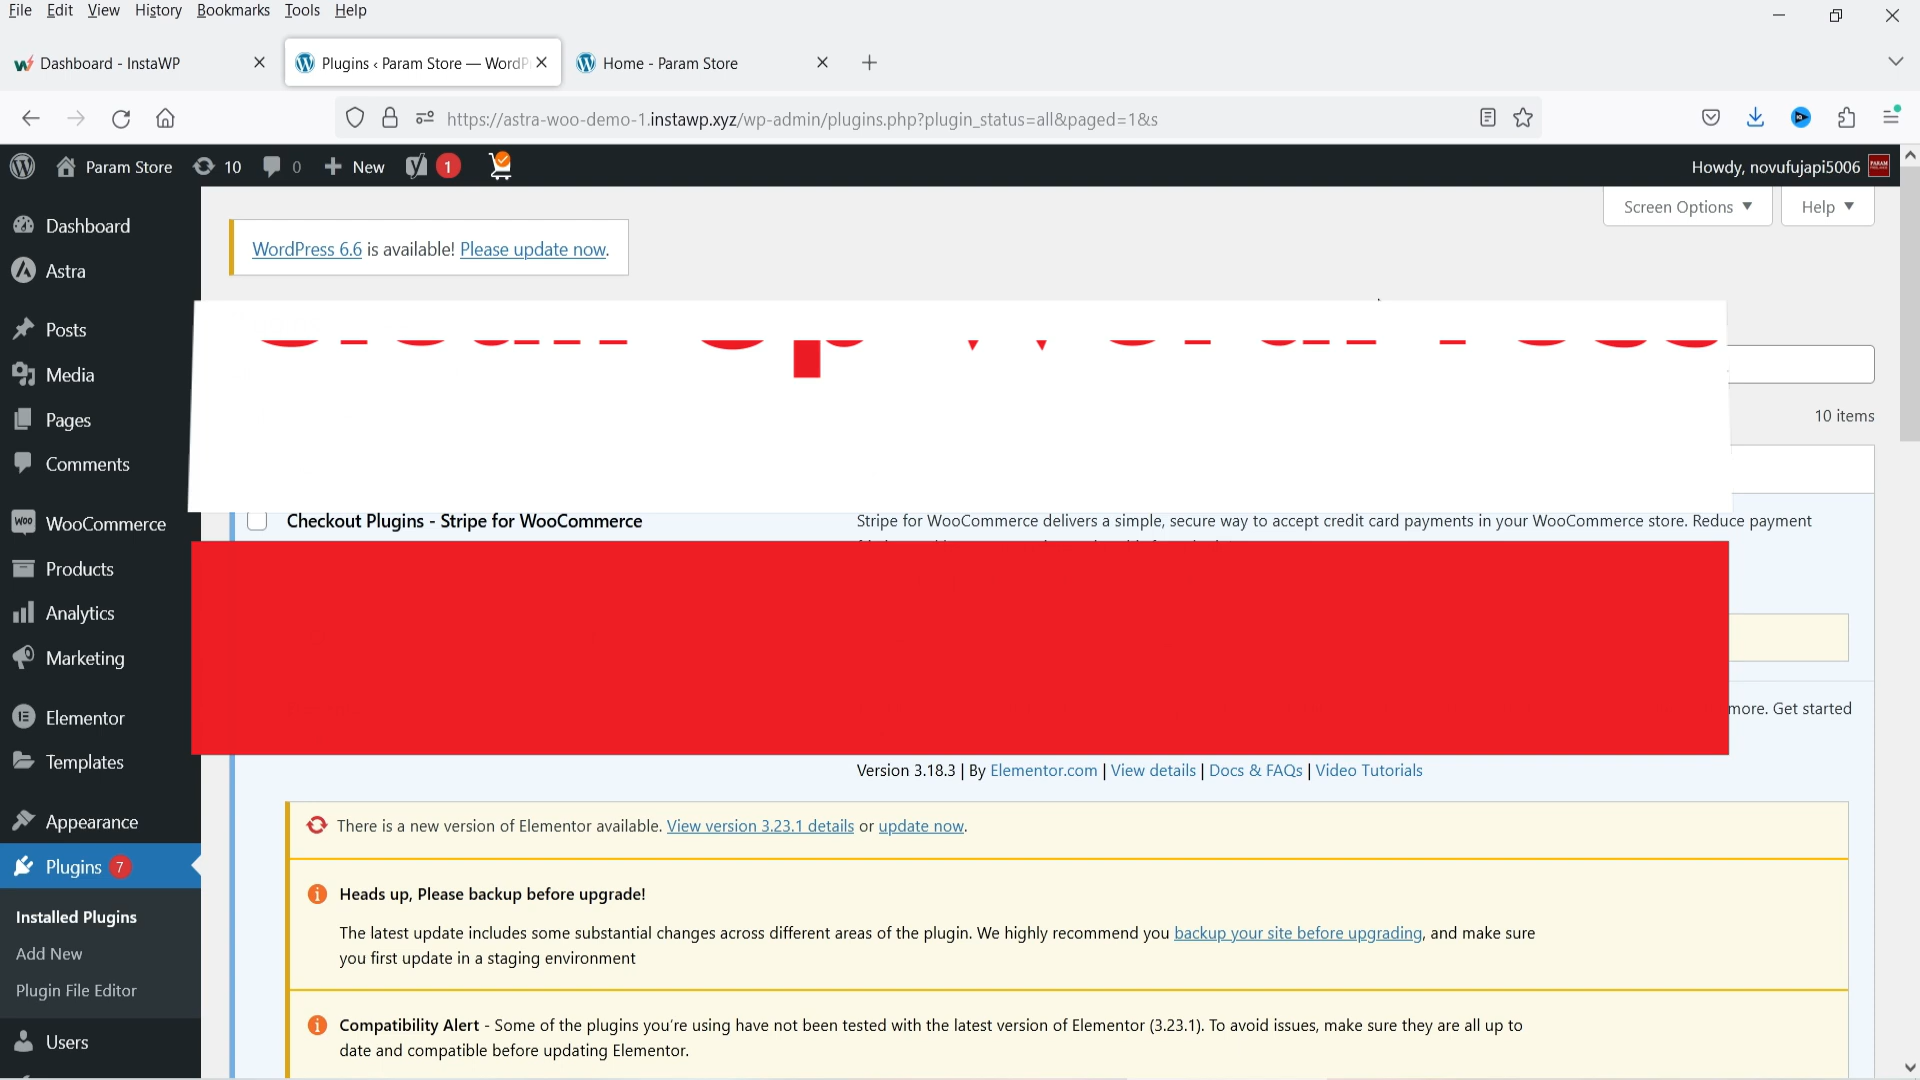 File Edit View History Bookmarks Tools Help
Dashboard - InstaWP
Plugins ‹ Param Store — WordP
Home - Param Store
https://astra-woo-demo-1.instawp.xyz/wp-admin/plugins.php?plugin_status=all&paged=1&s
Param Store 10 0 New 1
Howdy, novufujapi5006
Screen Options
Help
WordPress 6.6 is available! Please update now.
Dashboard
Astra
Posts
Media
Pages
Comments
WooCommerce
Products
Analytics
Marketing
Elementor
Templates
Appearance
Plugins 7
Installed Plugins
Add New
Plugin File Editor
Users
10 items
Checkout Plugins - Stripe for WooCommerce
Stripe for WooCommerce delivers a simple, secure way to accept credit card payments in your WooCommerce store. Reduce payment
more. Get started
Version 3.18.3 | By Elementor.com | View details | Docs & FAQs | Video Tutorials
There is a new version of Elementor available. View version 3.23.1 details or update now.
Heads up, Please backup before upgrade!
The latest update includes some substantial changes across different areas of the plugin. We highly recommend you backup your site before upgrading, and make sure
you first update in a staging environment
Compatibility Alert - Some of the plugins you're using have not been tested with the latest version of Elementor (3.23.1). To avoid issues, make sure they are all up to
date and compatible before updating Elementor.